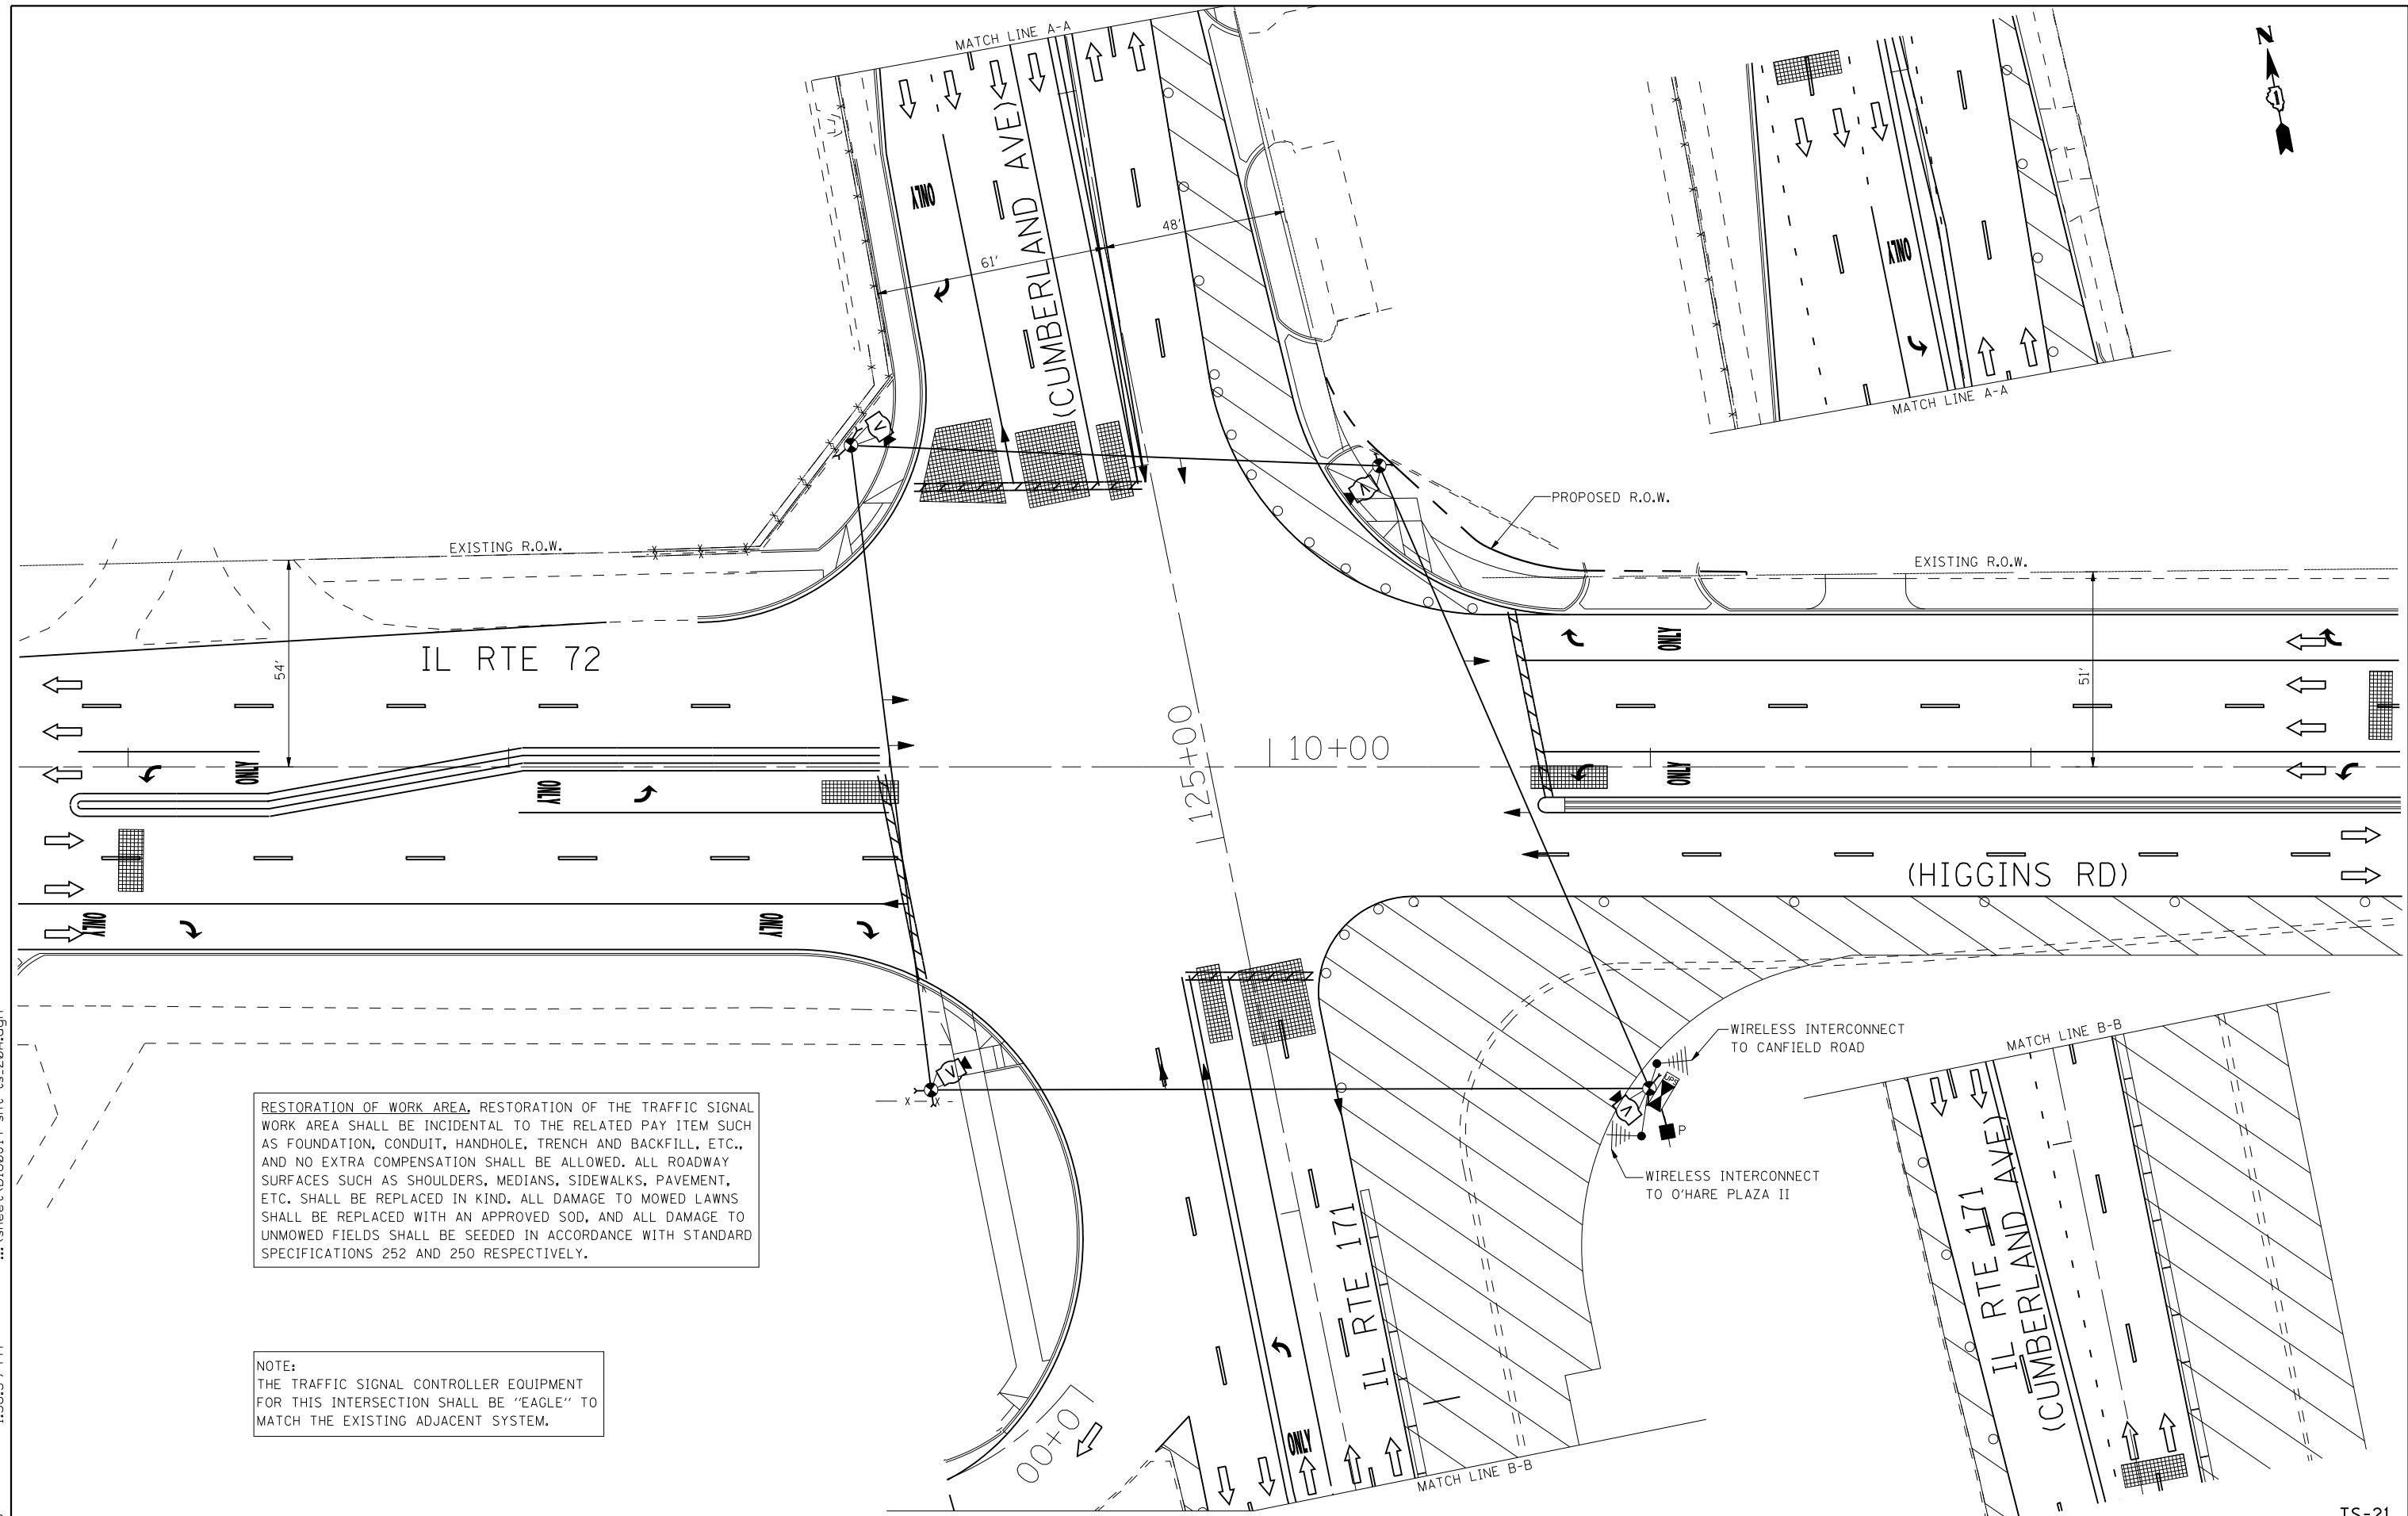 MATCH LINE A-A
N
ONLY
(CUMBERLAND AVE)
48'
61'
ONLY
MATCH LINE A-A
V
V
PROPOSED R.O.W.
EXISTING R.O.W.
EXISTING R.O.W.
IL RTE 72
54'
ONLY
51'
125+00
10+00
ONLY
ONLY
ONLY
(HIGGINS RD)
ONLY
ONLY
WIRELESS INTERCONNECT
TO CANFIELD ROAD
MATCH LINE B-B
V
UPS
V
P
WIRELESS INTERCONNECT
TO O'HARE PLAZA II
RESTORATION OF WORK AREA. RESTORATION OF THE TRAFFIC SIGNAL
WORK AREA SHALL BE INCIDENTAL TO THE RELATED PAY ITEM SUCH
AS FOUNDATION, CONDUIT, HANDHOLE, TRENCH AND BACKFILL, ETC.,
AND NO EXTRA COMPENSATION SHALL BE ALLOWED. ALL ROADWAY
SURFACES SUCH AS SHOULDERS, MEDIANS, SIDEWALKS, PAVEMENT,
ETC. SHALL BE REPLACED IN KIND. ALL DAMAGE TO MOWED LAWNS
SHALL BE REPLACED WITH AN APPROVED SOD, AND ALL DAMAGE TO
UNMOWED FIELDS SHALL BE SEEDED IN ACCORDANCE WITH STANDARD
SPECIFICATIONS 252 AND 250 RESPECTIVELY.
IL RTE 171
IL RTE 171
(CUMBERLAND AVE)
NOTE:
THE TRAFFIC SIGNAL CONTROLLER EQUIPMENT
FOR THIS INTERSECTION SHALL BE "EAGLE" TO
MATCH THE EXISTING ADJACENT SYSTEM.
0+00
ONLY
MATCH LINE B-B
TS-21